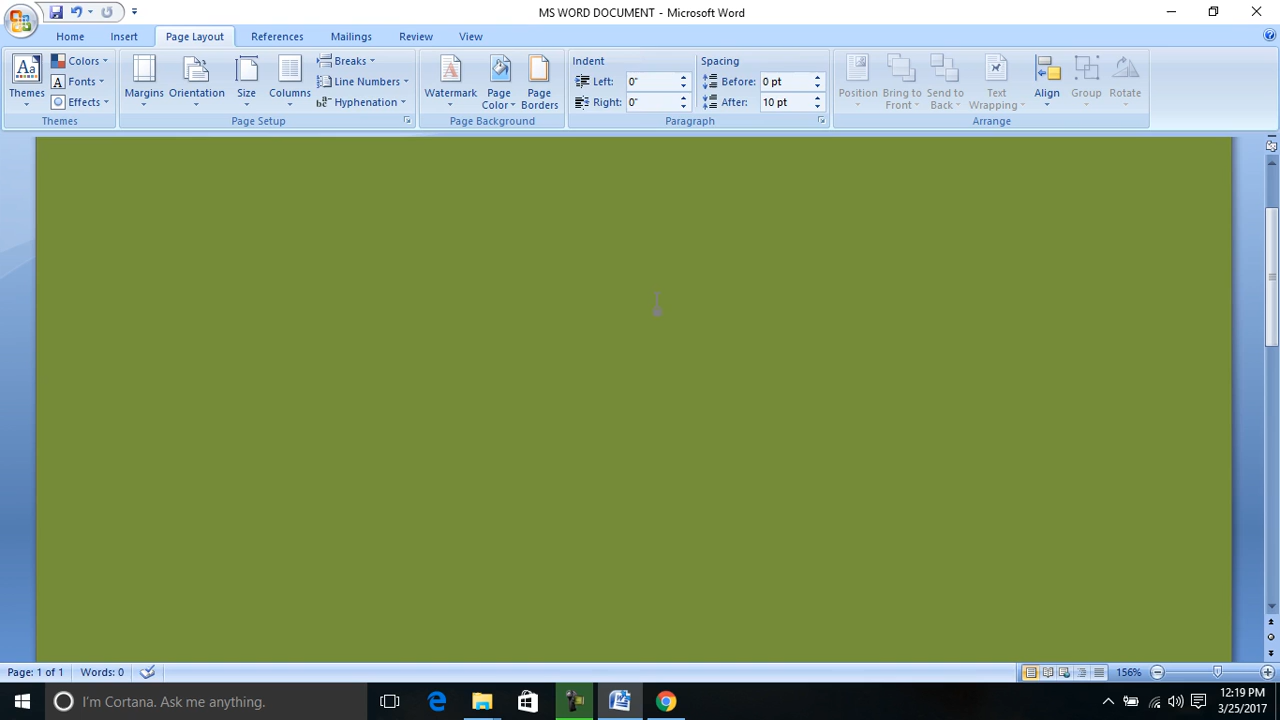 MS WORD DOCUMENT - Microsoft Word
Home Insert Page Layout References Mailings Review View
Themes
Colors
Fonts
Effects
Themes
Margins
Orientation
Size
Columns
Breaks
Line Numbers
Hyphenation
Page Setup
Watermark
Page Color
Page Borders
Page Background
Indent
Left: 0"
Right: 0"
Spacing
Before: 0 pt
After: 10 pt
Paragraph
Position
Bring to Front
Send to Back
Text Wrapping
Align
Group
Rotate
Arrange
Page: 1 of 1 Words: 0 156%
I'm Cortana. Ask me anything.
12:19 PM
3/25/2017